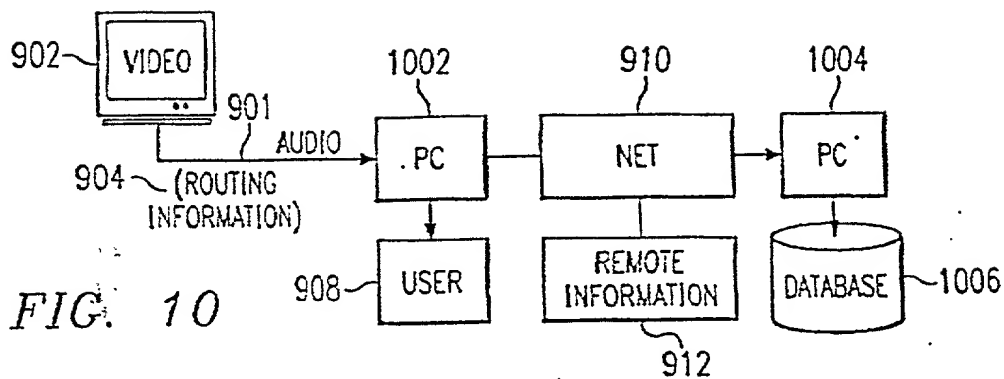 902
VIDEO
901
AUDIO
904
(ROUTING
INFORMATION)
1002
PC
908
USER
910
NET
REMOTE
INFORMATION
912
1004
PC
DATABASE
1006
FIG. 10